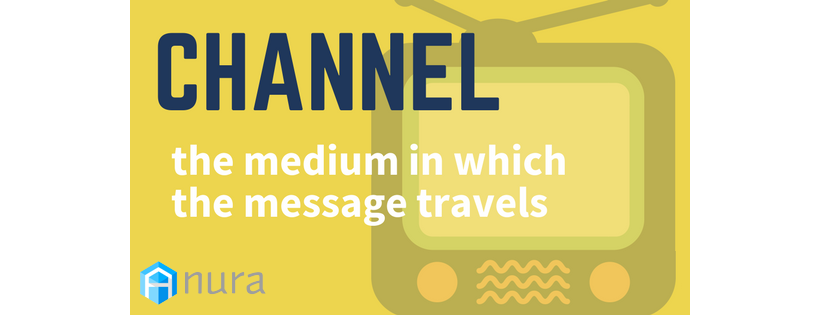 CHANNEL
the medium in which
the message travels
Anura